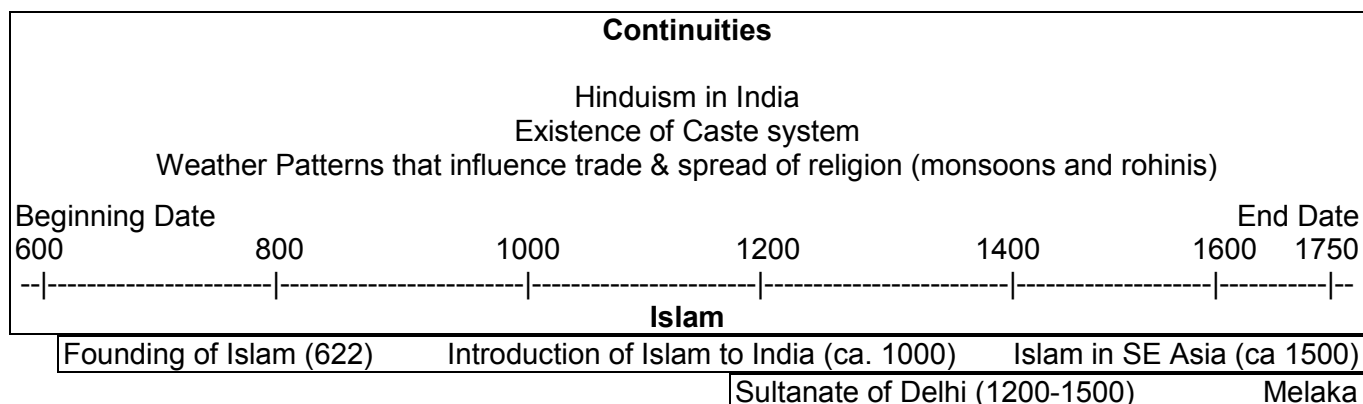 Continuities
Hinduism in India
Existence of Caste system
Weather Patterns that influence trade & spread of religion (monsoons and rohinis)
Beginning Date End Date
600 800 1000 1200 1400 1600 1750
--|-----------------------|-------------------------|-----------------------|-------------------------|--------------------|-----------|--
Islam
Founding of Islam (622) Introduction of Islam to India (ca. 1000) Islam in SE Asia (ca 1500)
Sultanate of Delhi (1200-1500) Melaka